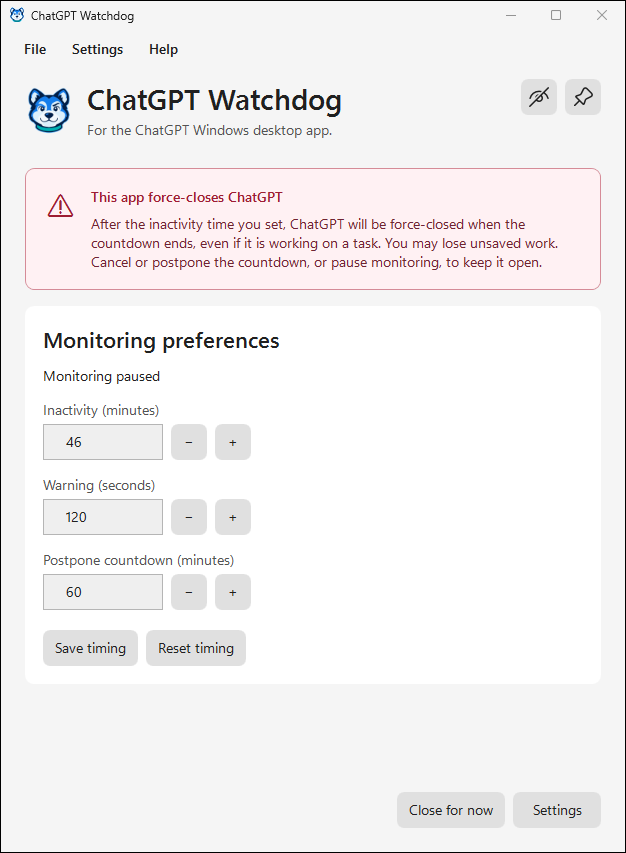 ChatGPT Watchdog
File Settings Help
ChatGPT Watchdog
For the ChatGPT Windows desktop app.
This app force-closes ChatGPT
After the inactivity time you set, ChatGPT will be force-closed when the
countdown ends, even if it is working on a task. You may lose unsaved work.
Cancel or postpone the countdown, or pause monitoring, to keep it open.
Monitoring preferences
Monitoring paused
Inactivity (minutes)
46 − +
Warning (seconds)
120 − +
Postpone countdown (minutes)
60 − +
Save timing Reset timing
Close for now Settings